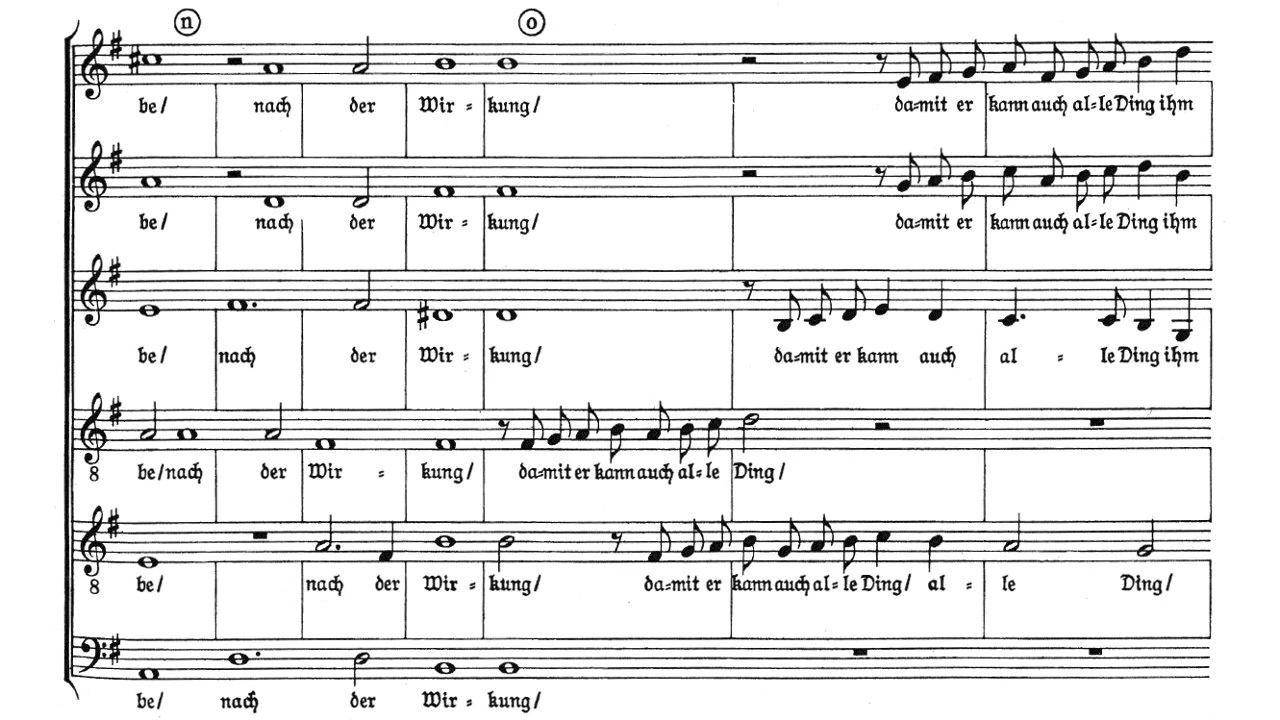 n o
be/ nach der Wir = kung/ da=mit er kann auch al=le Ding ihm
be/ nach der Wir = kung/ da=mit er kann auch al=le Ding ihm
be/ nach der Wir = kung/ da=mit er kann auch al = le Ding ihm
8 be/nach der Wir = kung/ da=mit er kann auch al=le Ding/
8 be/ nach der Wir = kung/ da=mit er kann auch al=le Ding/ al = le Ding/
be/ nach der Wir = kung/